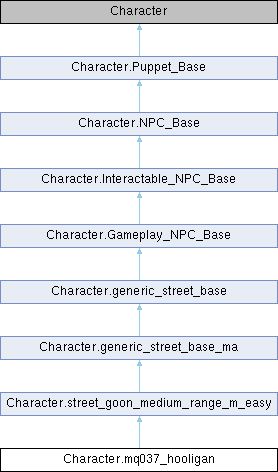 Character
Character.Puppet_Base
Character.NPC_Base
Character.Interactable_NPC_Base
Character.Gameplay_NPC_Base
Character.generic_street_base
Character.generic_street_base_ma
Character.street_goon_medium_range_m_easy
Character.mq037_hooligan